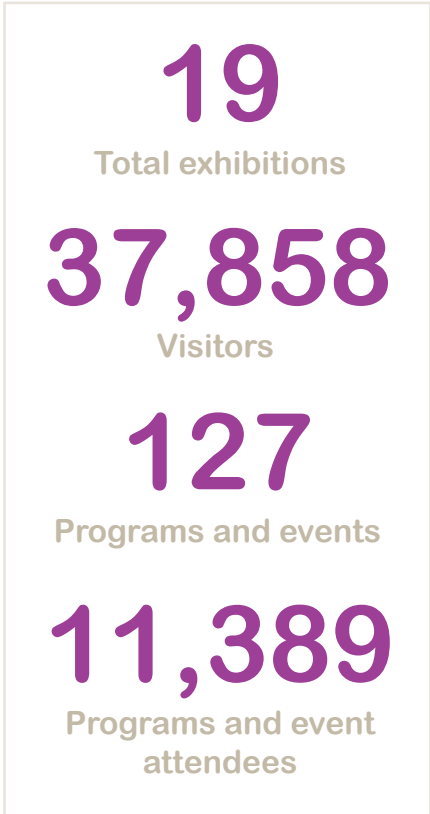 19
Total exhibitions
37,858
Visitors
127
Programs and events
11,389
Programs and event
attendees